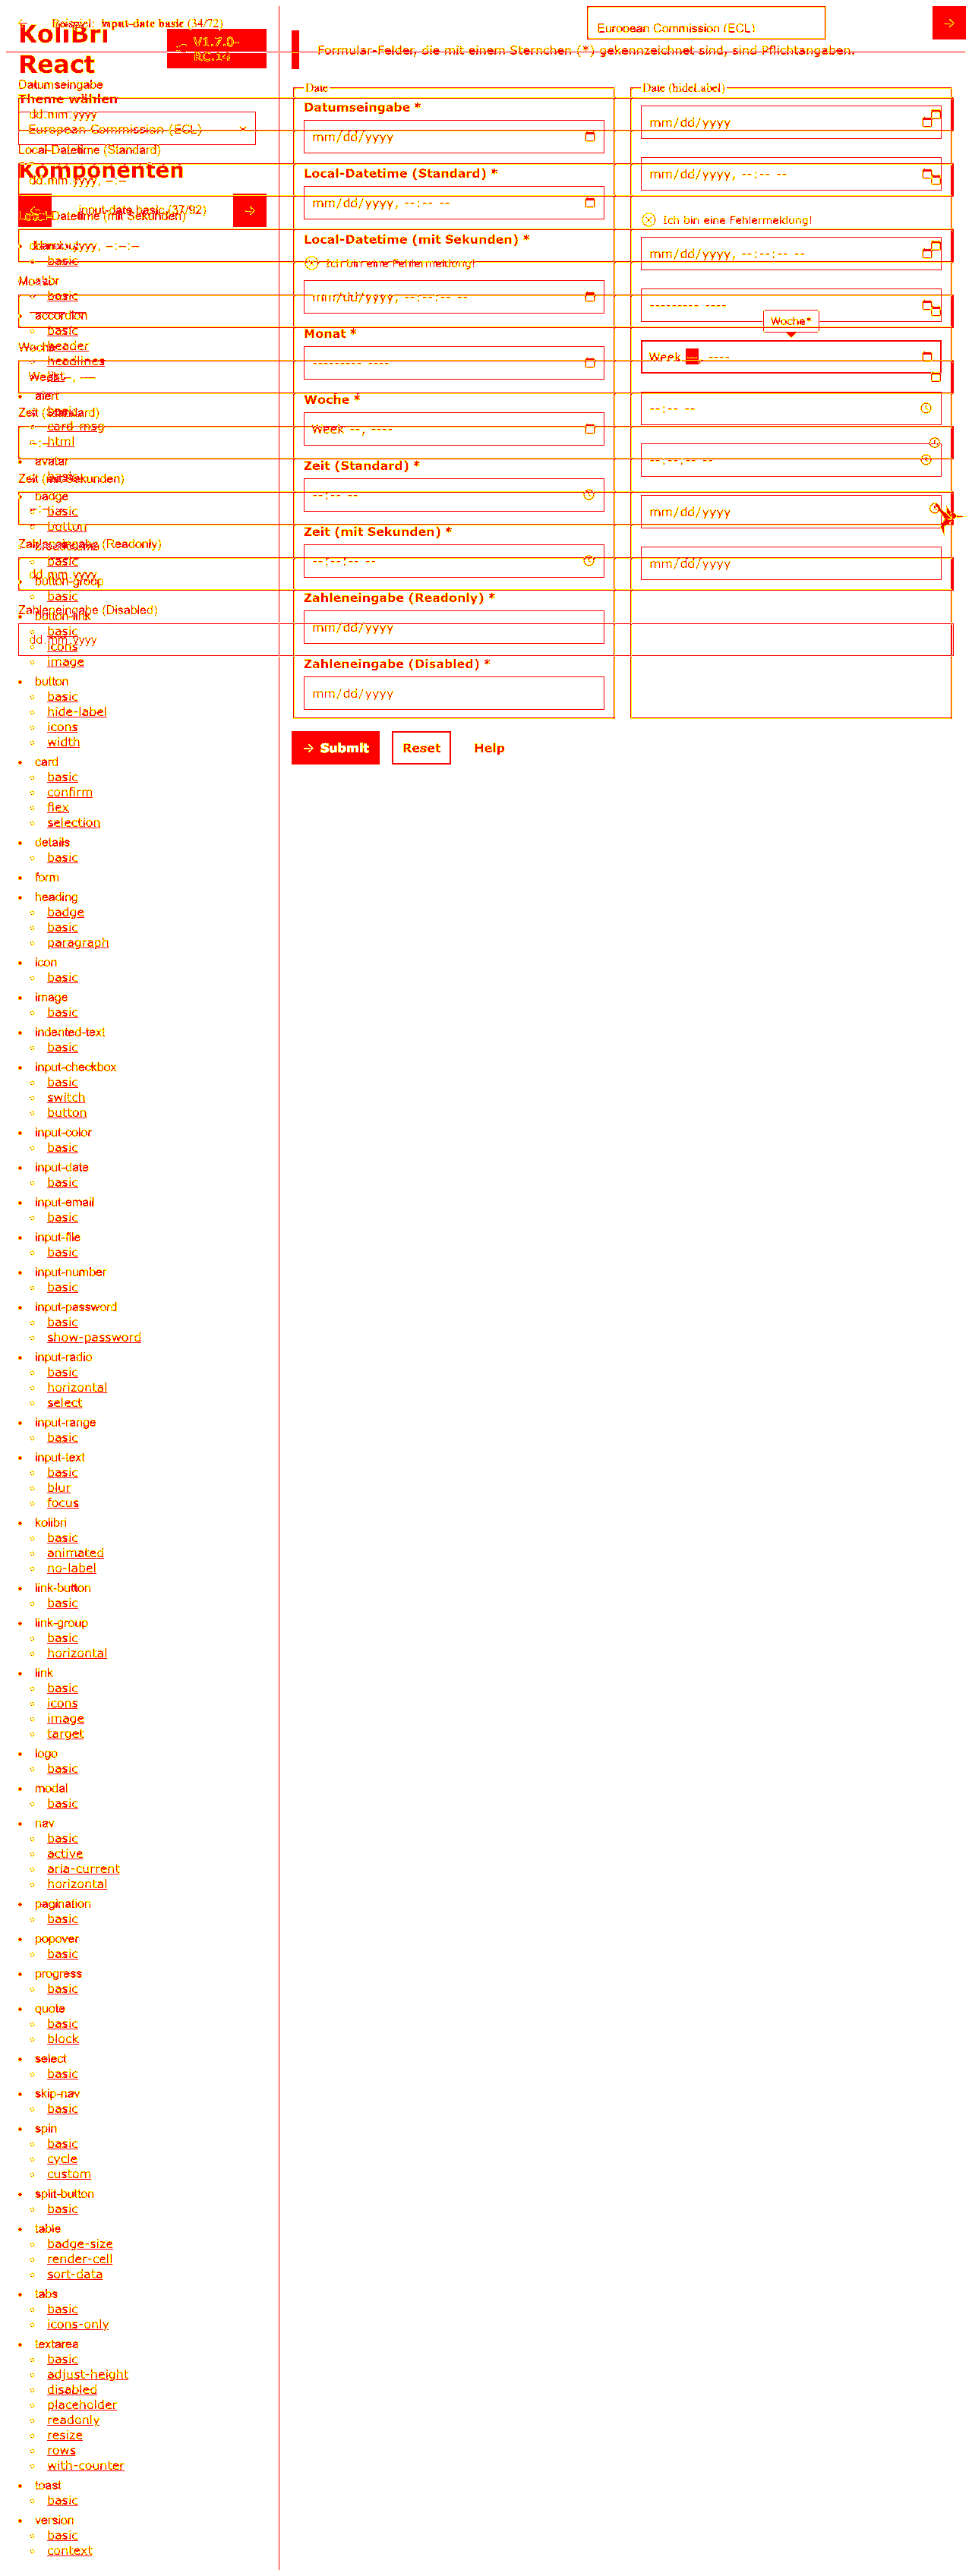 Beispiel: input-date basic (34/72)
European Commission (ECL)
KoliBri
React
V1.7.0-
RC.14
Formular-Felder, die mit einem Sternchen (*) gekennzeichnet sind, sind Pflichtangaben.
Datumseingabe
Theme wählen
dd.mm.yyyy
European Commission (ECL)
Local-Datetime (Standard)
Komponenten
dd.mm.yyyy, --:--
input-date basic (37/92)
Local-Datetime (mit Sekunden)
basic
basic
accordion
basic
header
headlines
alert
Zeit (Standard)
card-msg
html
avatar
Zeit (mit Sekunden)
badge
basic
button
Zahleneingabe (Readonly)
basic
dd.mm.yyyy
button-group
basic
Zahleneingabe (Disabled)
button-link
basic
icons
dd.mm.yyyy
image
button
basic
hide-label
icons
width
card
basic
confirm
flex
selection
details
basic
form
heading
badge
basic
paragraph
icon
basic
image
basic
indented-text
basic
input-checkbox
basic
switch
button
input-color
basic
input-date
basic
input-email
basic
input-file
basic
input-number
basic
input-password
basic
show-password
input-radio
basic
horizontal
select
input-range
basic
input-text
basic
blur
focus
kolibri
basic
animated
no-label
link-button
basic
link-group
basic
horizontal
link
basic
icons
image
target
logo
basic
modal
basic
nav
basic
active
aria-current
horizontal
pagination
basic
popover
basic
progress
basic
quote
basic
block
select
basic
skip-nav
basic
spin
basic
cycle
custom
split-button
basic
table
badge-size
render-cell
sort-data
tabs
basic
icons-only
textarea
basic
adjust-height
disabled
placeholder
readonly
resize
rows
with-counter
toast
basic
version
basic
context
Date
Datumseingabe *
mm/dd/yyyy
Local-Datetime (Standard) *
mm/dd/yyyy, --:-- --
Local-Datetime (mit Sekunden) *
Ich bin eine Fehlermeldung!
mm/dd/yyyy, --:--:-- --
Monat *
--------- ----
Woche *
Week --, ----
Zeit (Standard) *
--:-- --
Zeit (mit Sekunden) *
--:--:-- --
Zahleneingabe (Readonly) *
mm/dd/yyyy
Zahleneingabe (Disabled) *
mm/dd/yyyy
Submit
Reset
Help
Date (hideLabel)
mm/dd/yyyy
mm/dd/yyyy, --:-- --
Ich bin eine Fehlermeldung!
mm/dd/yyyy, --:--:-- --
--------- ----
Woche*
Week --, ----
--:-- --
--:--:-- --
mm/dd/yyyy
mm/dd/yyyy